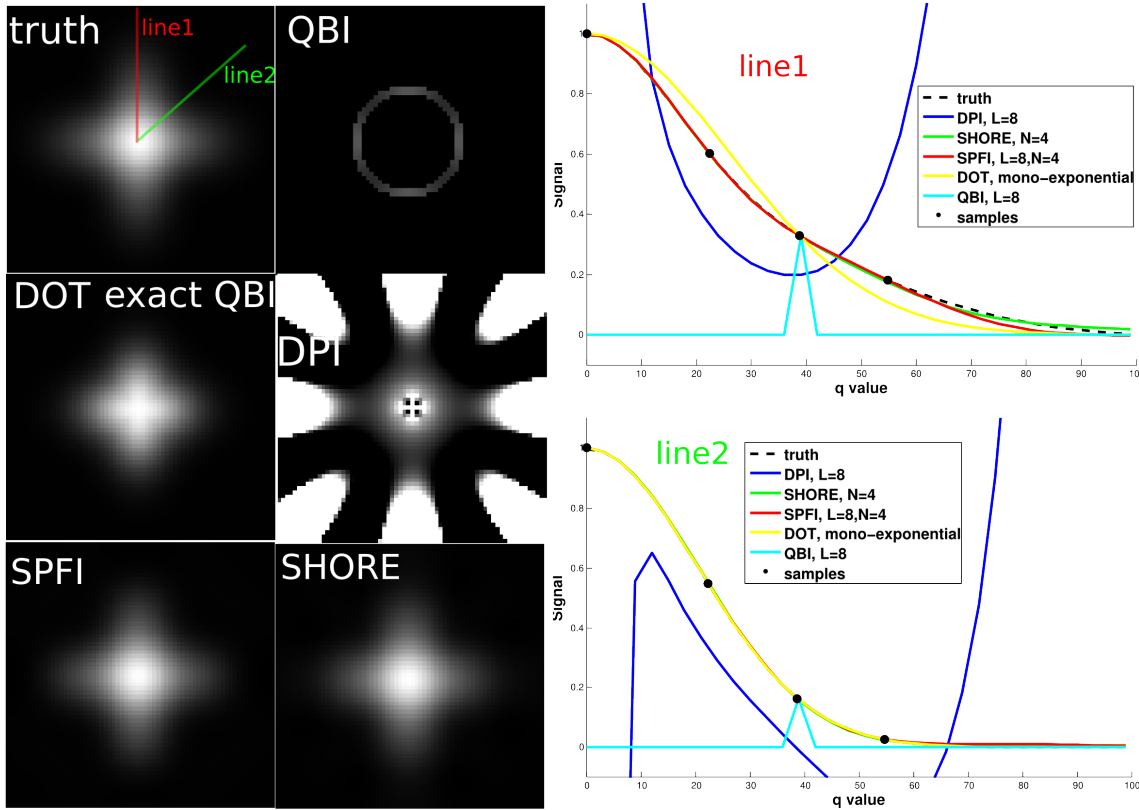 truth
line1
line2
QBI
DOT exact QBI
DPI
SPFI
SHORE
line1
truth
DPI, L=8
SHORE, N=4
SPFI, L=8,N=4
DOT, mono-exponential
QBI, L=8
samples
Signal
1
0.8
0.6
0.4
0.2
0
0 10 20 30 40 50 60 70 80 90 100
q value
line2
truth
DPI, L=8
SHORE, N=4
SPFI, L=8,N=4
DOT, mono-exponential
QBI, L=8
samples
Signal
1
0.8
0.6
0.4
0.2
0
0 10 20 30 40 50 60 70 80 90 100
q value